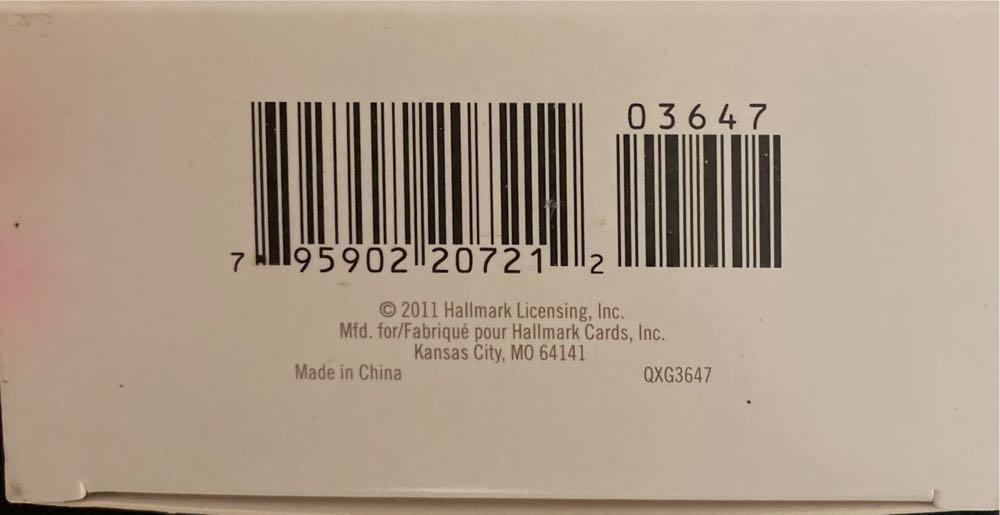 03647
7 95902 20721 2
© 2011 Hallmark Licensing, Inc.
Mfd. for/Fabriqué pour Hallmark Cards, Inc.
Kansas City, MO 64141
Made in China QXG3647